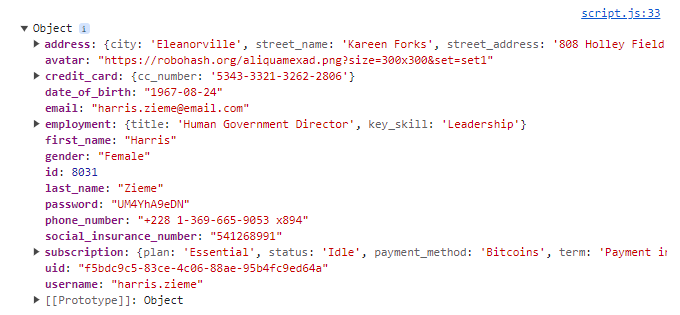 script.js:33
▼ Object i
▶ address: {city: 'Eleanorville', street_name: 'Kareen Forks', street_address: '808 Holley Field
avatar: "https://robohash.org/aliquamexad.png?size=300x300&set=set1"
▶ credit_card: {cc_number: '5343-3321-3262-2806'}
date_of_birth: "1967-08-24"
email: "harris.zieme@email.com"
▶ employment: {title: 'Human Government Director', key_skill: 'Leadership'}
first_name: "Harris"
gender: "Female"
id: 8031
last_name: "Zieme"
password: "UM4YhA9eDN"
phone_number: "+228 1-369-665-9053 x894"
social_insurance_number: "541268991"
▶ subscription: {plan: 'Essential', status: 'Idle', payment_method: 'Bitcoins', term: 'Payment in
uid: "f5bdc9c5-83ce-4c06-88ae-95b4fc9ed64a"
username: "harris.zieme"
▶ [[Prototype]]: Object